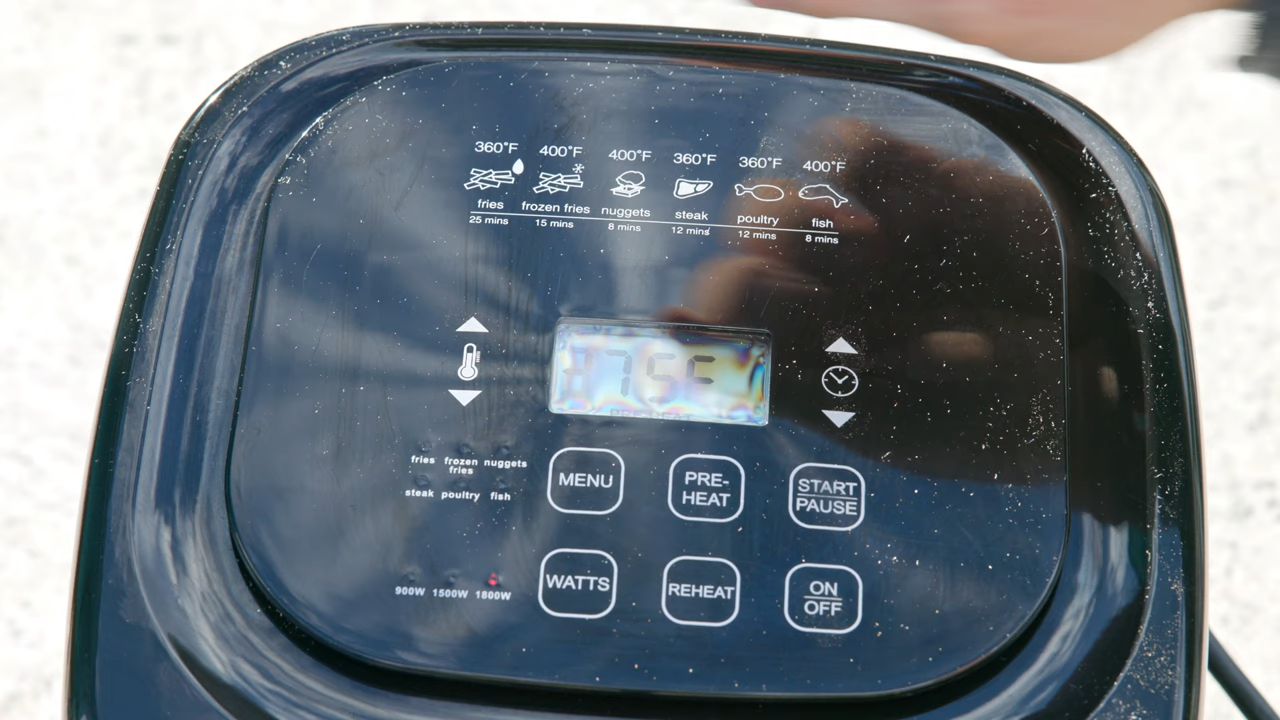 360°F 400°F 400°F 360°F 360°F 400°F
fries frozen fries nuggets steak poultry fish
25 mins 15 mins 8 mins 12 mins 12 mins 8 mins
fries frozen fries nuggets
steak poultry fish
MENU
PRE-HEAT
START
PAUSE
900W 1500W 1800W
WATTS
REHEAT
ON
OFF